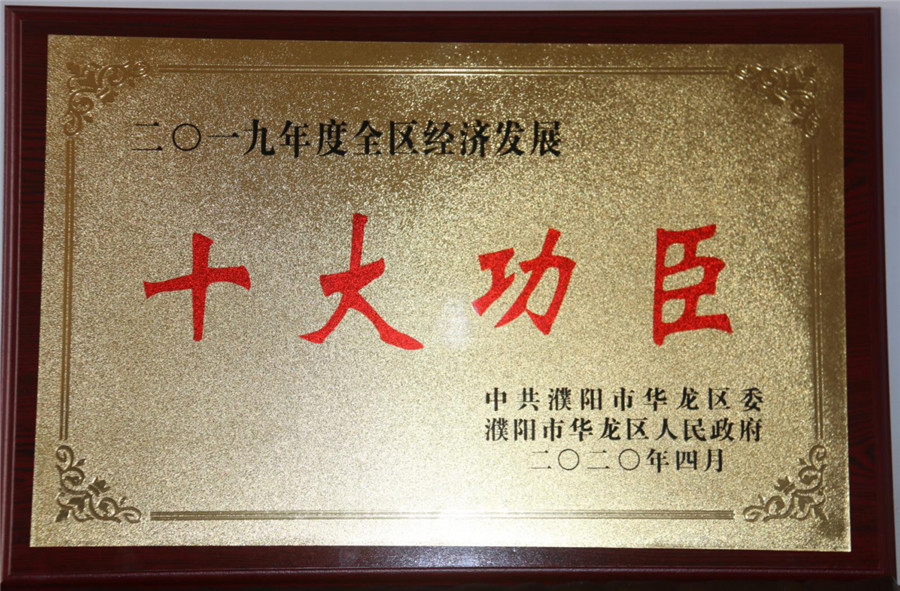 二〇一九年度全区经济发展
十大功臣
中共濮阳市华龙区委
濮阳市华龙区人民政府
二〇二〇年四月